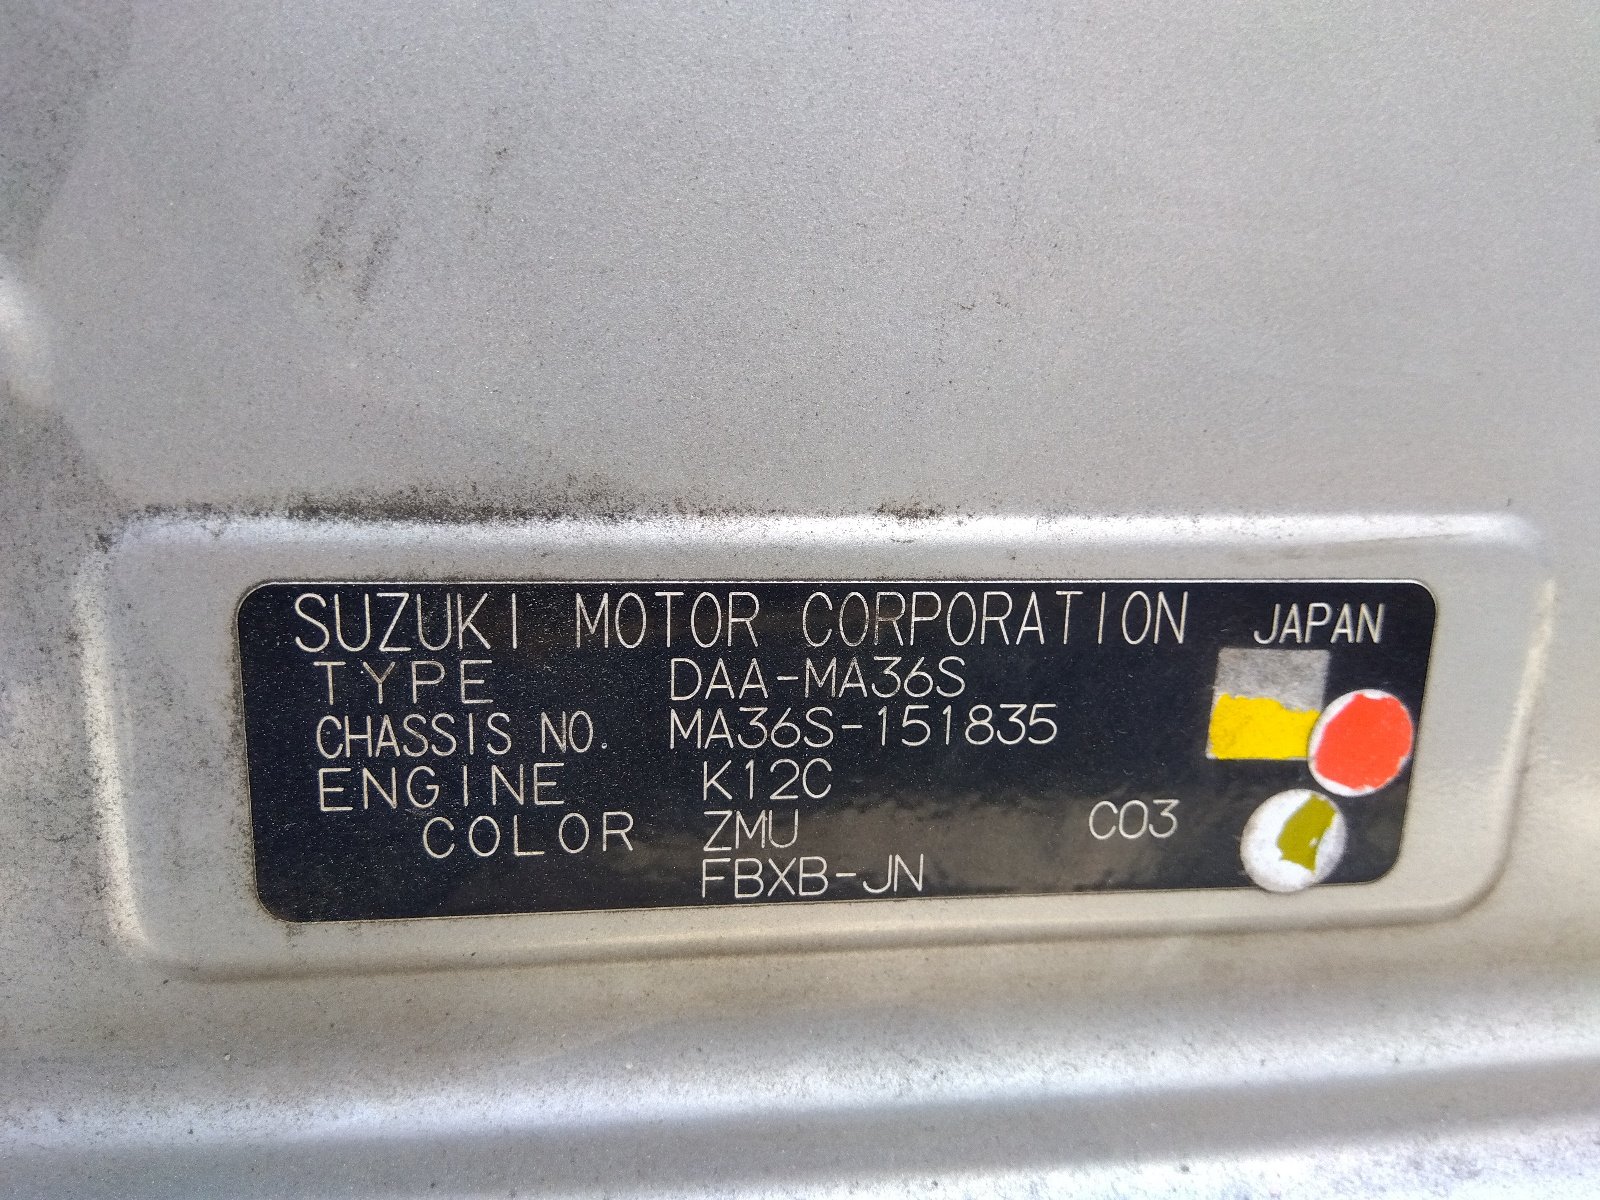 SUZUKI MOTOR CORPORATION JAPAN
TYPE DAA-MA36S
CHASSIS NO. MA36S-151835
ENGINE K12C
COLOR ZMU C03
FBXB-JN